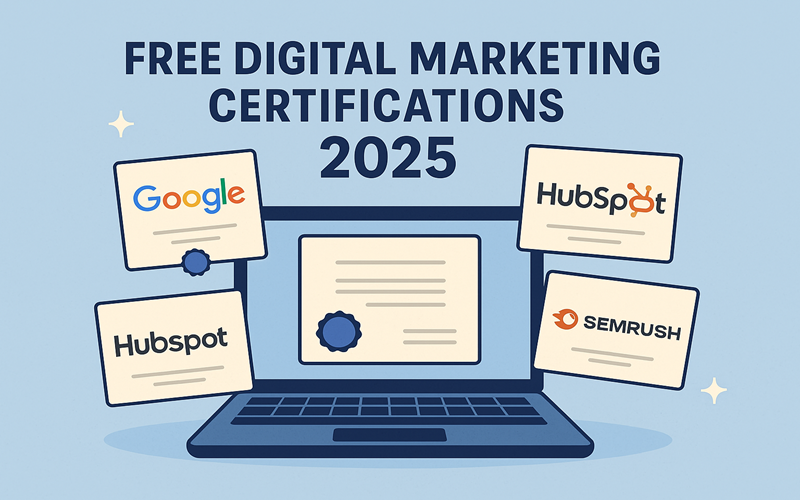 FREE DIGITAL MARKETING
CERTIFICATIONS
2025
Google
HubSpot
Hubspot
SEMRUSH